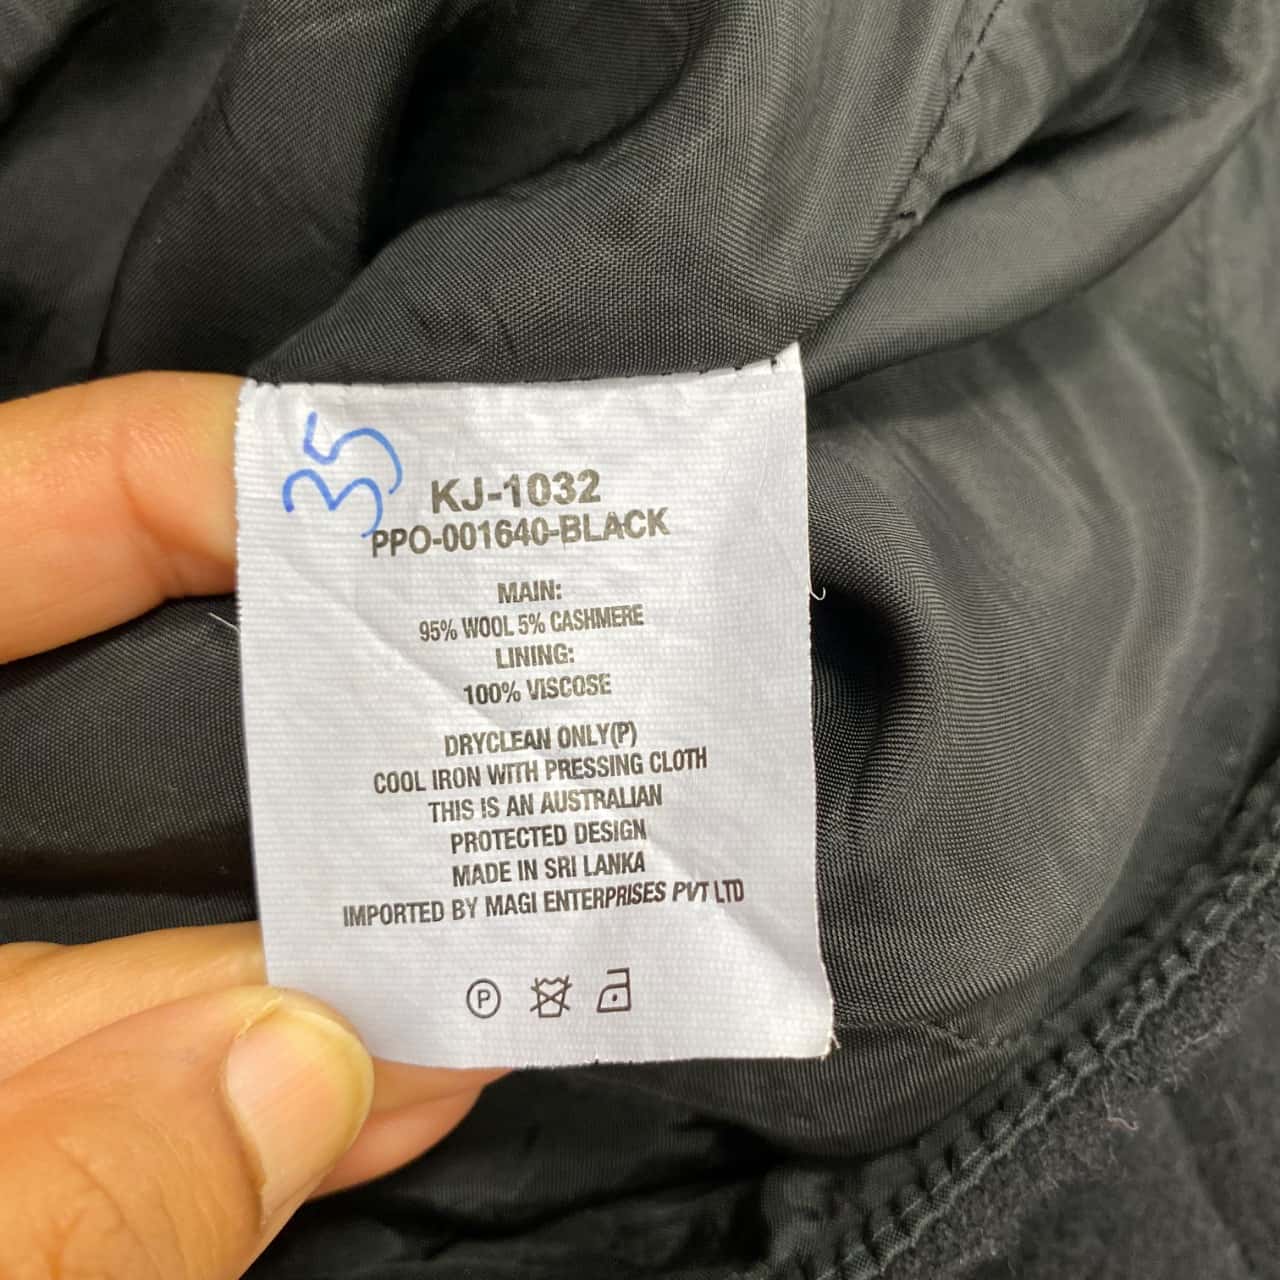 35
KJ-1032
PPO-001640-BLACK
MAIN:
95% WOOL 5% CASHMERE
LINING:
100% VISCOSE
DRYCLEAN ONLY(P)
COOL IRON WITH PRESSING CLOTH
THIS IS AN AUSTRALIAN
PROTECTED DESIGN
MADE IN SRI LANKA
IMPORTED BY MAGI ENTERPRISES PVT LTD
P